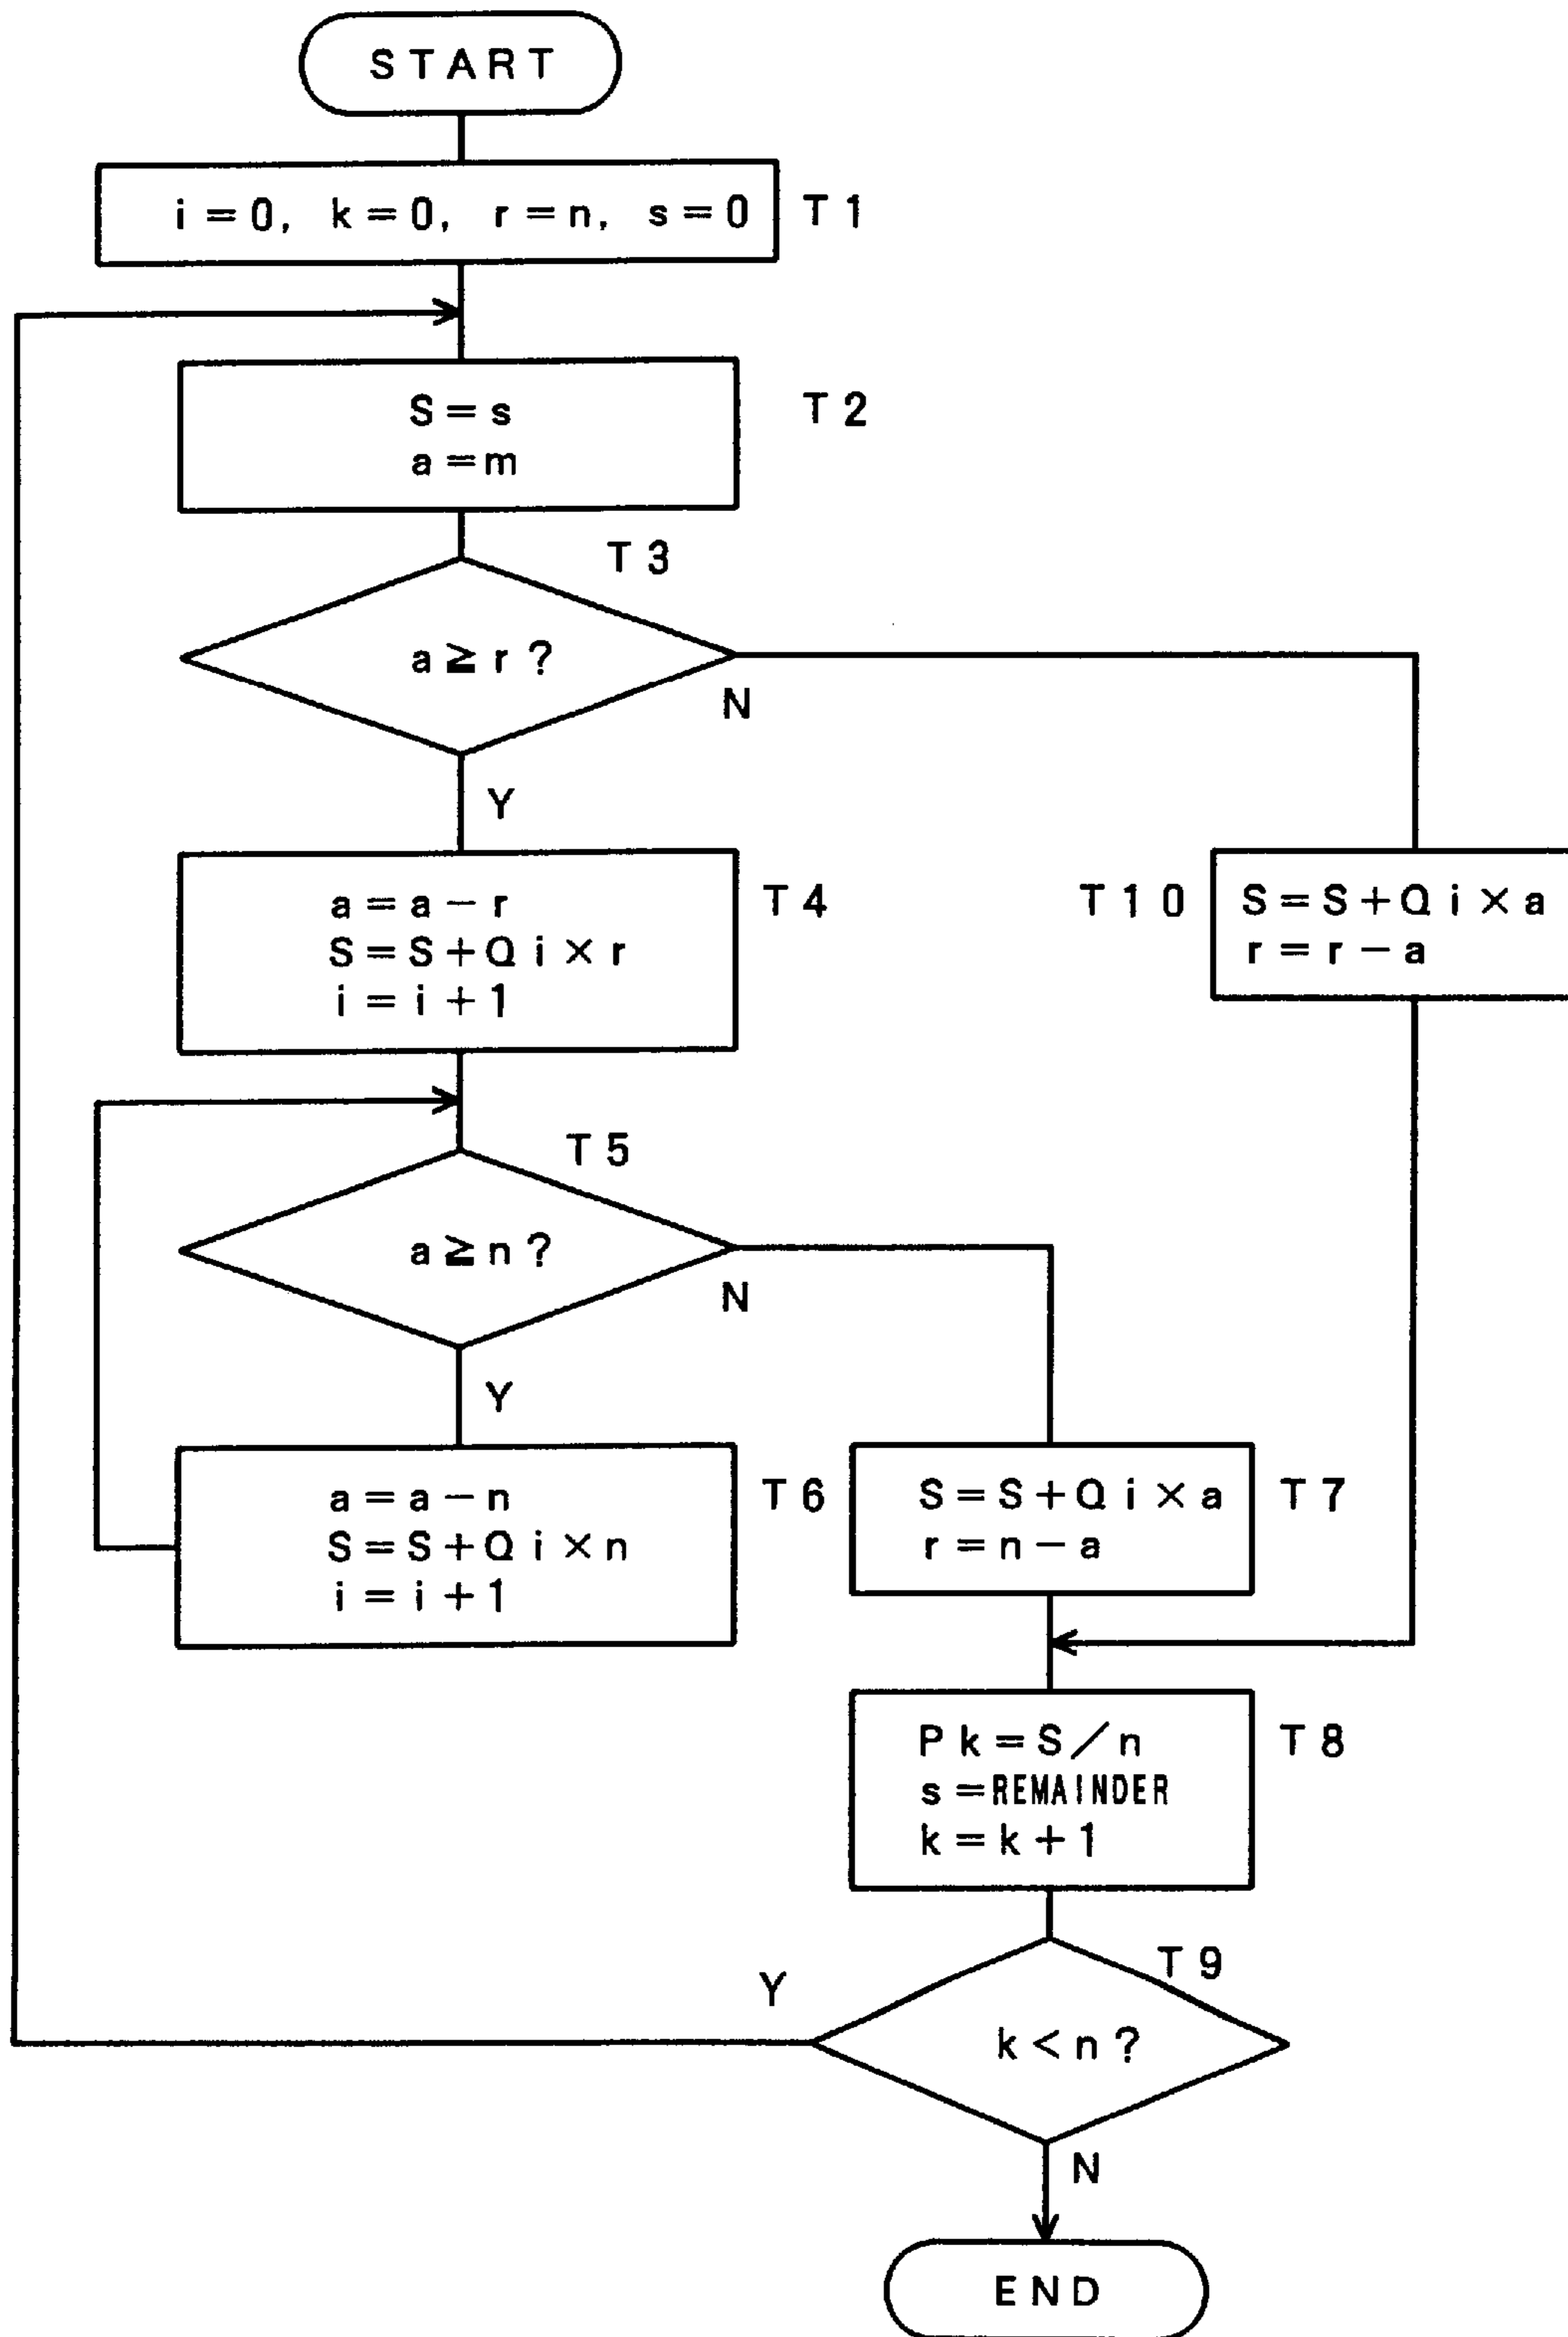 START
i=0, k=0, r=n, s=0
T1
S=s
a=m
T2
T3
a≧r?
N
Y
a=a-r
S=S+Qi×r
i=i+1
T4
T10
S=S+Qi×a
r=r-a
T5
a≧n?
N
Y
a=a-n
S=S+Qi×n
i=i+1
T6
S=S+Qi×a
r=n-a
T7
Pk=S/n
s=REMAINDER
k=k+1
T8
T9
Y
k<n?
N
END